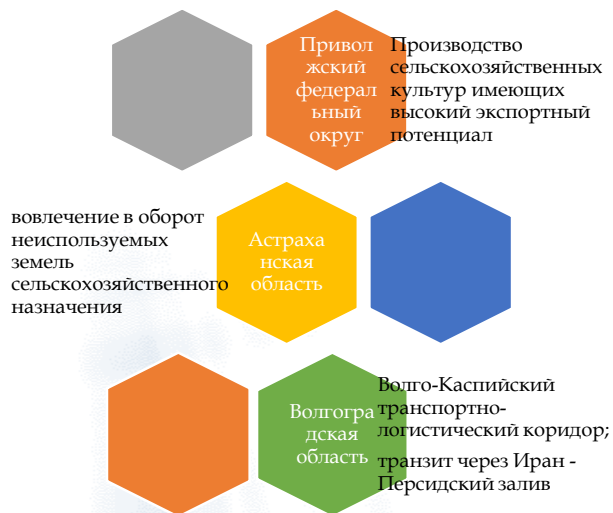 Привол
жский
федерал
ьный
округ
Производство
сельскохозяйственных
культур имеющих
высокий экспортный
потенциал
вовлечение в оборот
неиспользуемых
земель
сельскохозяйственного
назначения
Астраха
нская
область
Волгогра
дская
область
Волго-Каспийский
транспортно-
логистический коридор;
транзит через Иран -
Персидский залив